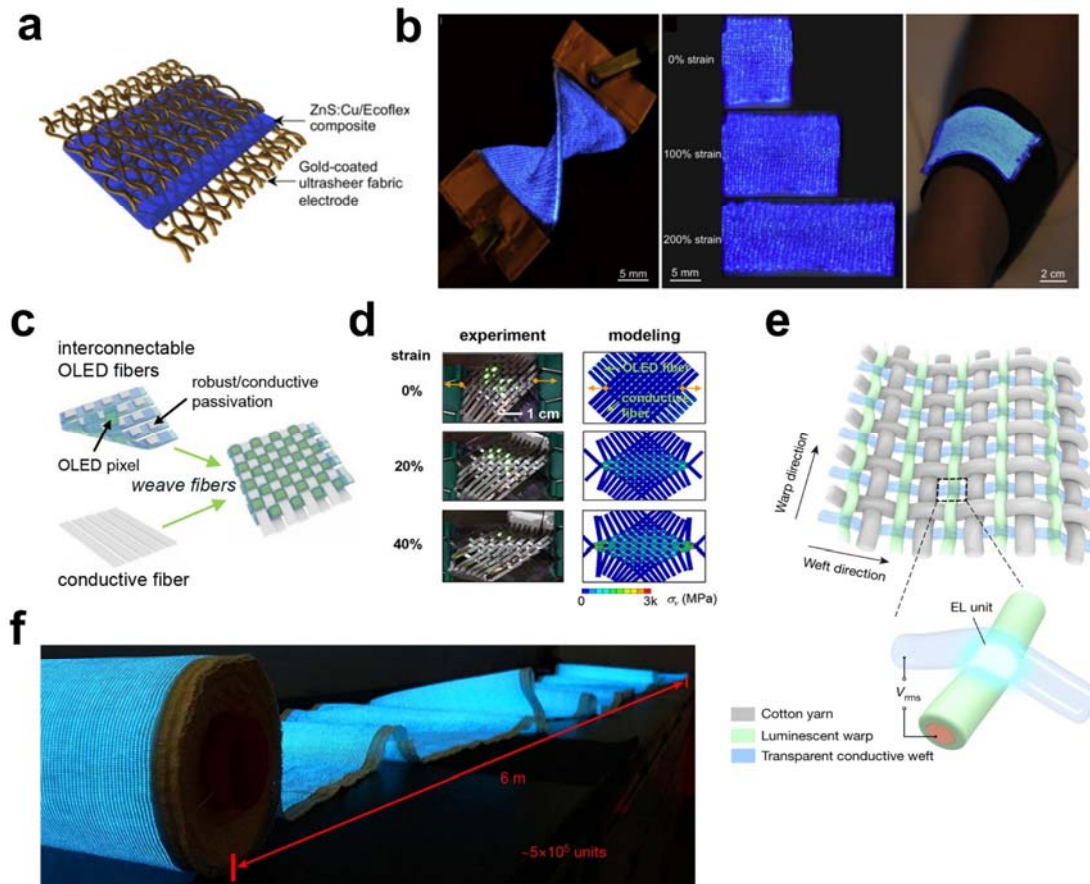 a
ZnS:Cu/Ecoflex
composite
Gold-coated
ultrasheer fabric
electrode
b
0% strain
100% strain
200% strain
5 mm
5 mm
2 cm
c
interconnectable
OLED fibers
robust/conductive
passivation
OLED pixel
weave fibers
conductive fiber
d
experiment
modeling
strain
0%
20%
40%
1 cm
OLED fiber
conductive
fiber
0
3k
σᵥ (MPa)
e
Warp direction
Weft direction
EL unit
Vrms
Cotton yarn
Luminescent warp
Transparent conductive weft
f
6 m
~5×10⁵ units